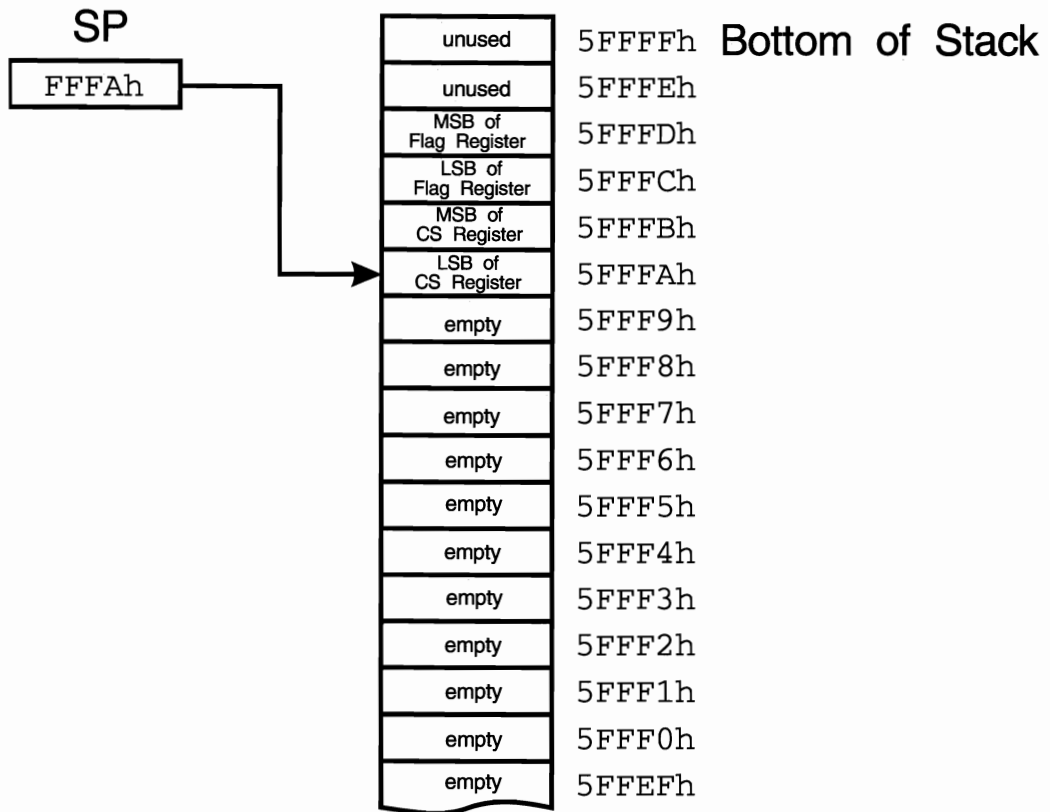 SP
FFFAh
unused 5FFFFh Bottom of Stack
unused 5FFFEh
MSB of
Flag Register 5FFFDh
LSB of
Flag Register 5FFFCh
MSB of
CS Register 5FFFBh
LSB of
CS Register 5FFFAh
empty 5FFF9h
empty 5FFF8h
empty 5FFF7h
empty 5FFF6h
empty 5FFF5h
empty 5FFF4h
empty 5FFF3h
empty 5FFF2h
empty 5FFF1h
empty 5FFF0h
empty 5FFEFh